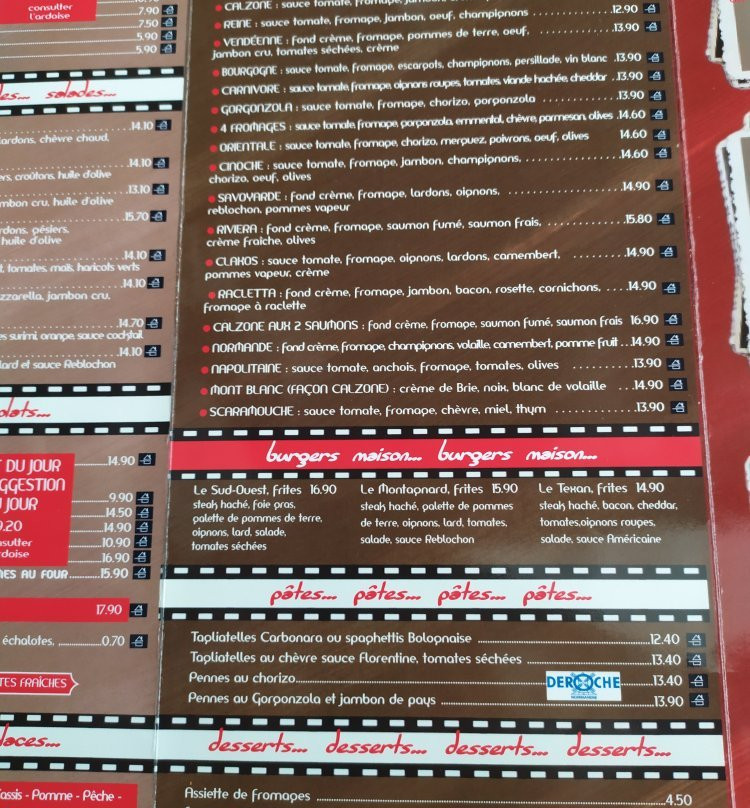 consulter
l'ardoise
7.90
7.50
5.90
5.90
salades...
14.10
lardons, chèvre chaud,
14.10
croûtons, huile d'olive
13.10
jambon cru, huile d'olive
15.70
gésiers,
huile d'olive
14.10
tomates, maïs, haricots verts
14.10
mozzarella, jambon cru,
14.70
surimi, orange, sauce cocktail
14.10
lard et sauce Reblochon
plats...
DU JOUR
14.90
JOUR
9.90
14.50
14.90
consulter
10.90
16.90
AU FOUR
15.90
17.90
échalotes,
0.70
FRAÎCHES
glaces...
Cassis - Pomme - Pêche -
CALZONE : sauce tomate, fromage, jambon,
REINE : sauce tomate, fromage, jambon, oeuf, champignons 12.90
VENDÉENNE : fond crème, fromage, pommes de terre, oeuf, 13.90
jambon cru, tomates séchées, crème
BOURGOGNE : sauce tomate, fromage, escargots, champignons, persillade, vin blanc .13.90
CARNIVORE : sauce tomate, fromage, oignons rouges, tomates, viande hachée, cheddar .13.90
GORGONZOLA : sauce tomate, fromage, chorizo, gorgonzola 13.90
4 FROMAGES : sauce tomate, fromage, gorgonzola, emmental, chèvre, parmesan, olives .14.60
ORIENTALE : sauce tomate, fromage, chorizo, merguez, poivrons, oeuf, olives 14.60
CINOCHE : sauce tomate, fromage, jambon, champignons, 14.60
chorizo, oeuf, olives
SAVOYARDE : fond crème, fromage, lardons, oignons, 14.90
reblochon, pommes vapeur
RIVIERA : fond crème, fromage, saumon fumé, saumon frais, 15.80
crème fraîche, olives
CLAKOS : sauce tomate, fromage, oignons, lardons, camembert, 14.90
pommes vapeur, crème
RACLETTA : fond crème, fromage, jambon, bacon, rosette, cornichons, 14.90
fromage à raclette
CALZONE AUX 2 SAUMONS : fond crème, fromage, saumon fumé, saumon frais 16.90
NORMANDE : fond crème, fromage, champignons, volaille, camembert, pomme fruit ..14.90
NAPOLITAINE : sauce tomate, anchois, fromage, tomates, olives 13.90
MONT BLANC (FAÇON CALZONE) : crème de Brie, noix, blanc de volaille 14.90
SCARAMOUCHE : sauce tomate, fromage, chèvre, miel, thym 13.90
burgers maison... burgers maison...
Le Sud-Ouest, frites 16.90
steak haché, foie gras,
palette de pommes de terre,
oignons, lard, salade,
tomates séchées
Le Montagnard, frites 15.90
steak haché, palette de pommes
de terre, oignons, lard, tomates,
salade, sauce Reblochon
Le Texan, frites 14.90
steak haché, bacon, cheddar,
tomates, oignons rouges,
salade, sauce Américaine
pâtes... pâtes... pâtes... pâtes...
Tagliatelles Carbonara ou spaghettis Bolognaise 12.40
Tagliatelles au chèvre sauce Florentine, tomates séchées 13.40
Pennes au chorizo 13.40
DEROCHE
Pennes au Gorgonzola et jambon de pays 13.90
desserts... desserts... desserts... desserts...
Assiette de fromages 4.50